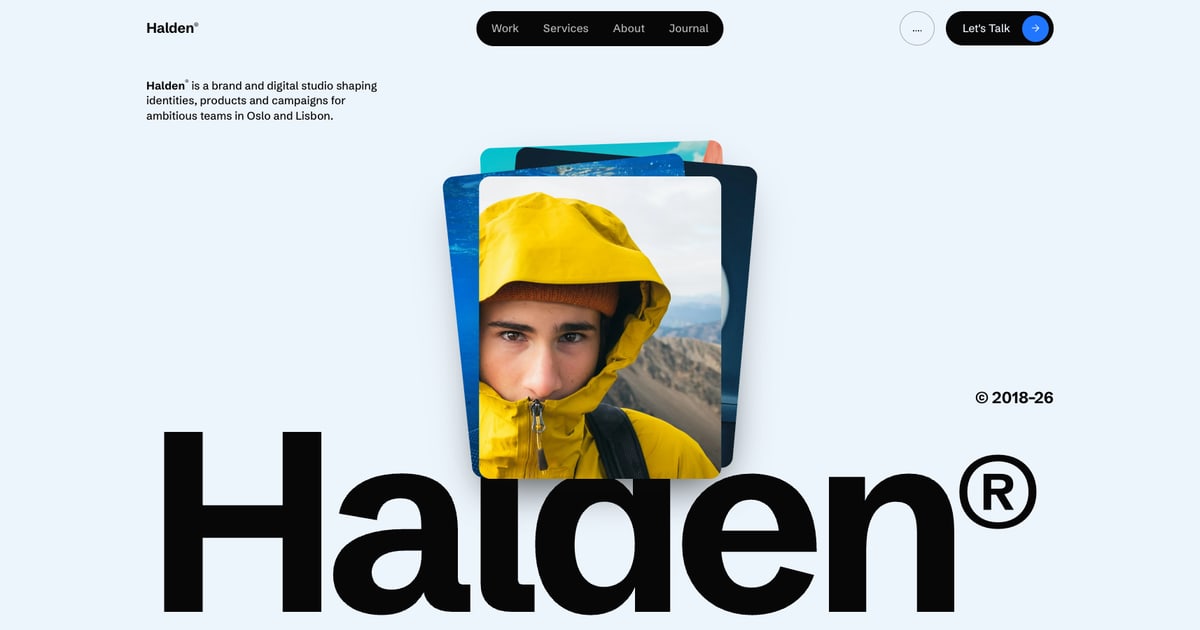 Halden®
Work Services About Journal
....
Let's Talk →
Halden® is a brand and digital studio shaping
identities, products and campaigns for
ambitious teams in Oslo and Lisbon.
© 2018-26
Halden®